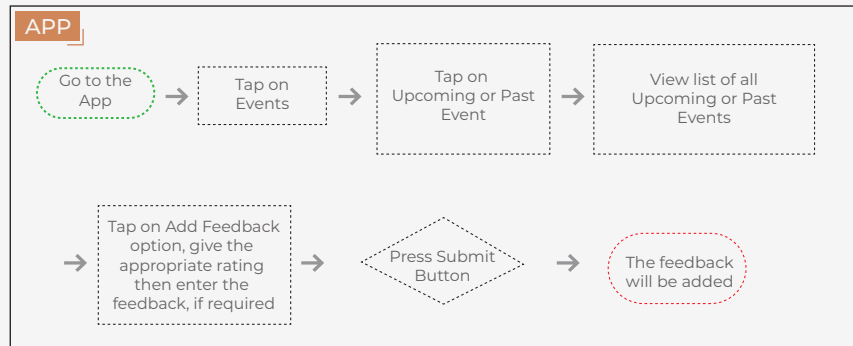 APP
Go to the
App
Tap on
Events
Tap on
Upcoming or Past
Event
View list of all
Upcoming or Past
Events
Tap on Add Feedback
option, give the
appropriate rating
then enter the
feedback, if required
Press Submit
Button
The feedback
will be added